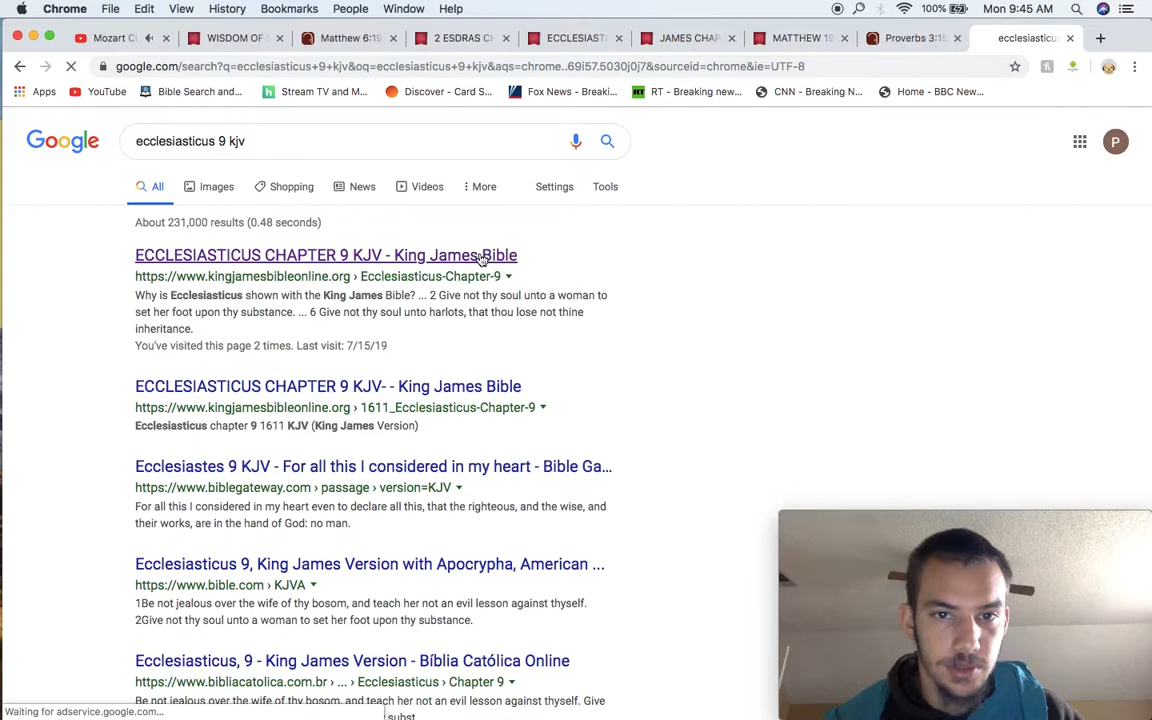 Chrome File Edit View History Bookmarks People Window Help 100% Mon 9:45 AM
Mozart Cl × WISDOM OF × Matthew 6:19 × 2 ESDRAS CH × ECCLESIASTI × JAMES CHAP × MATTHEW 19 × Proverbs 3:15 × ecclesiasticus ×
google.com/search?q=ecclesiasticus+9+kjv&oq=ecclesiasticus+9+kjv&aqs=chrome..69i57.5030j0j7&sourceid=chrome&ie=UTF-8
Apps YouTube Bible Search and... Stream TV and M... Discover - Card S... Fox News - Breaki... RT - Breaking new... CNN - Breaking N... Home - BBC New...
Google ecclesiasticus 9 kjv P
All Images Shopping News Videos More Settings Tools
About 231,000 results (0.48 seconds)
ECCLESIASTICUS CHAPTER 9 KJV - King James Bible
https://www.kingjamesbibleonline.org › Ecclesiasticus-Chapter-9
Why is Ecclesiasticus shown with the King James Bible? ... 2 Give not thy soul unto a woman to
set her foot upon thy substance. ... 6 Give not thy soul unto harlots, that thou lose not thine
inheritance.
You've visited this page 2 times. Last visit: 7/15/19
ECCLESIASTICUS CHAPTER 9 KJV- - King James Bible
https://www.kingjamesbibleonline.org › 1611_Ecclesiasticus-Chapter-9
Ecclesiasticus chapter 9 1611 KJV (King James Version)
Ecclesiastes 9 KJV - For all this I considered in my heart - Bible Ga...
https://www.biblegateway.com › passage › version=KJV
For all this I considered in my heart even to declare all this, that the righteous, and the wise, and
their works, are in the hand of God: no man.
Ecclesiasticus 9, King James Version with Apocrypha, American ...
https://www.bible.com › KJVA
1Be not jealous over the wife of thy bosom, and teach her not an evil lesson against thyself.
2Give not thy soul unto a woman to set her foot upon thy substance.
Ecclesiasticus, 9 - King James Version - Bíblia Católica Online
https://www.bibliacatolica.com.br › ... › Ecclesiasticus › Chapter 9
Be not jealous over the wife of thy bosom, and teach her not an evil lesson against thyself. Give
Waiting for adservice.google.com... subst